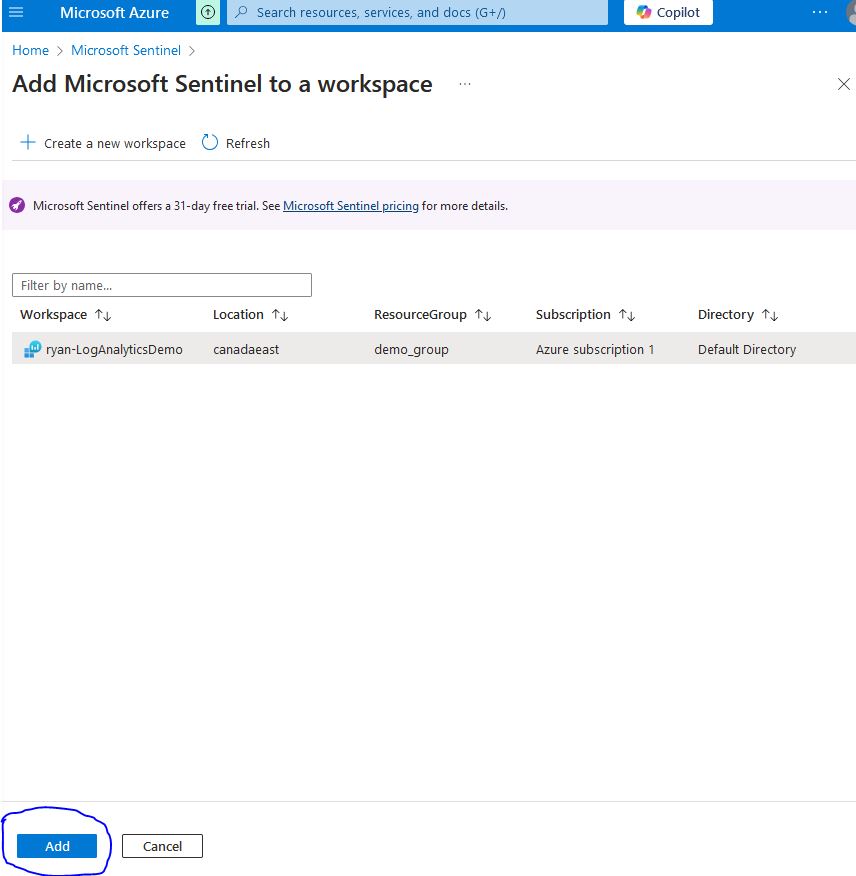 Microsoft Azure
Search resources, services, and docs (G+/)
Copilot
...
Home > Microsoft Sentinel >
Add Microsoft Sentinel to a workspace ...
+ Create a new workspace
Refresh
Microsoft Sentinel offers a 31-day free trial. See Microsoft Sentinel pricing for more details.
Filter by name...
Workspace ↑↓ Location ↑↓ ResourceGroup ↑↓ Subscription ↑↓ Directory ↑↓
ryan-LogAnalyticsDemo canadaeast demo_group Azure subscription 1 Default Directory
Add Cancel